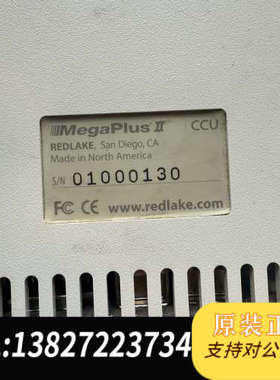 MegaPlus II CCU
REDLAKE, San Diego, CA
Made in North America
S/N 01000130
FC CE www.redlake.com
原装正
:13827223734
支持对公